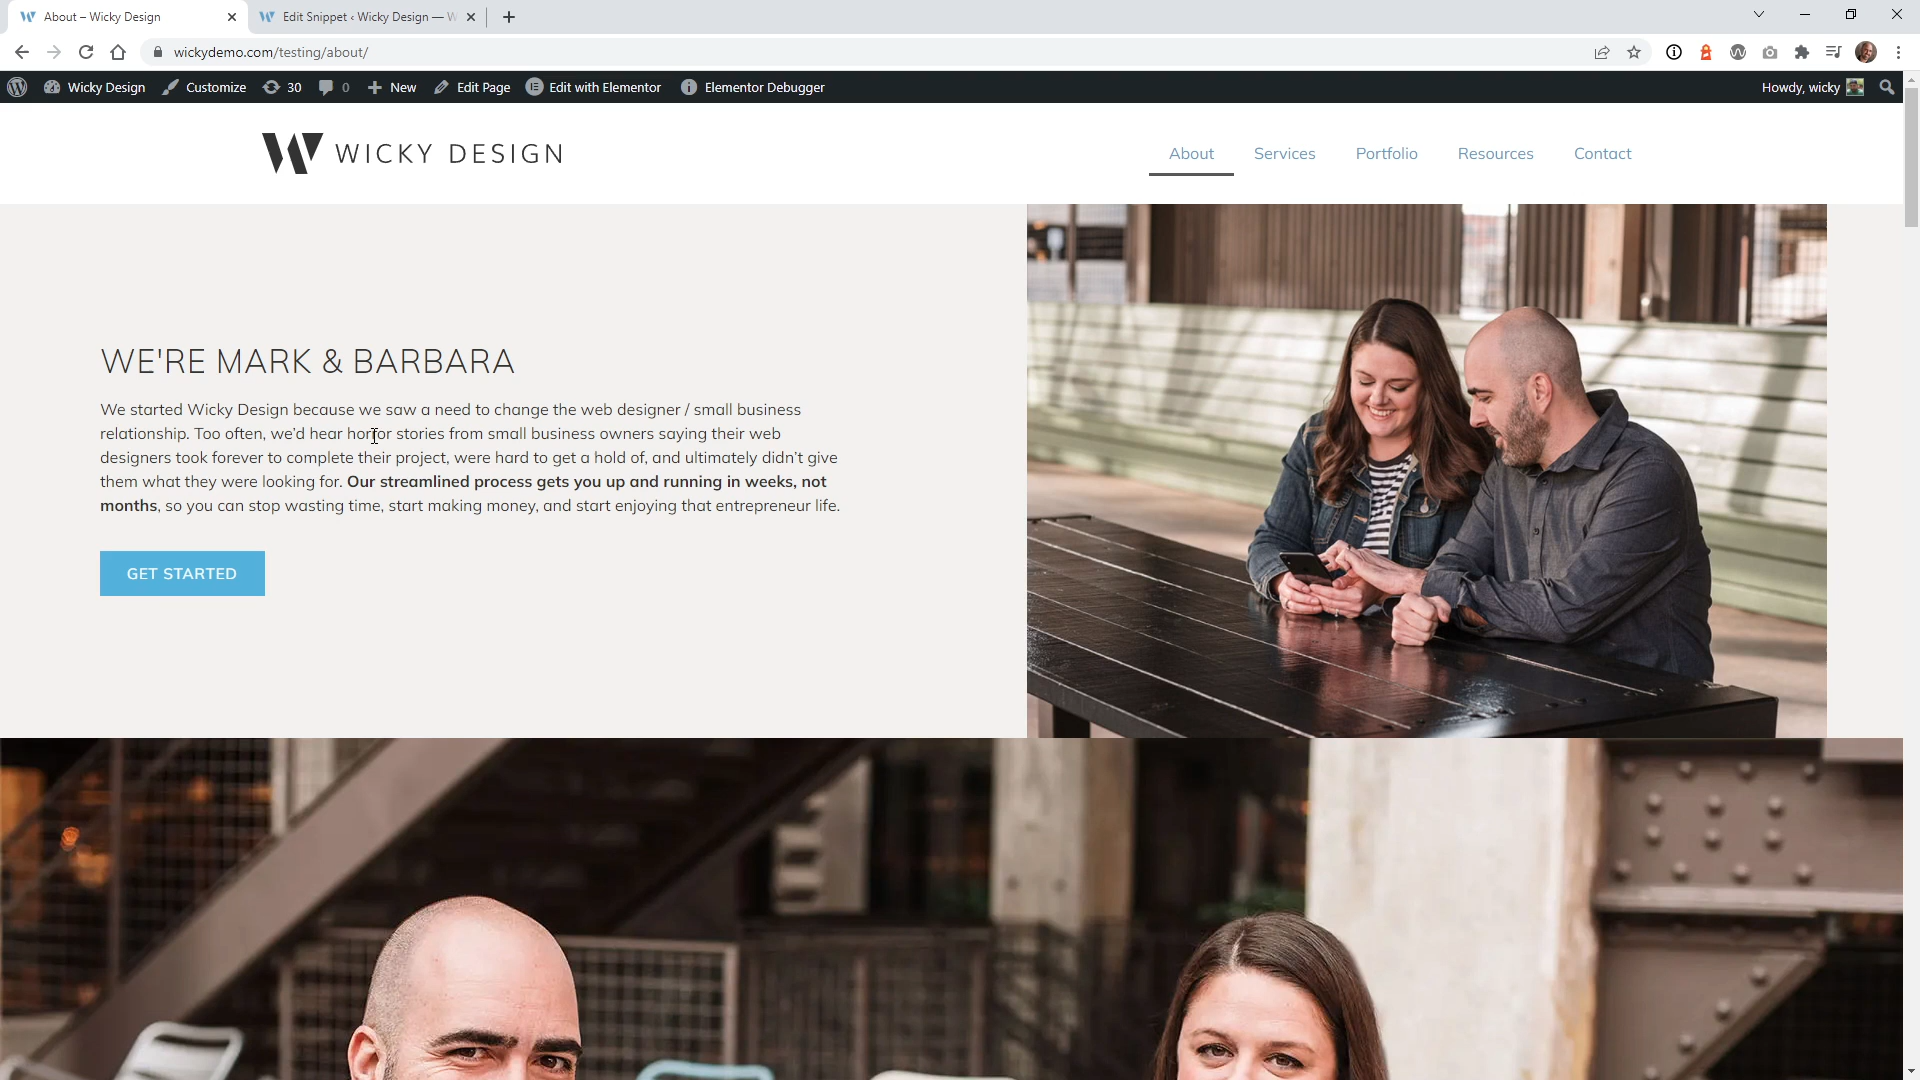 About – Wicky Design
Edit Snippet ‹ Wicky Design — W
wickydemo.com/testing/about/
Wicky Design
Customize
30
0
New
Edit Page
Edit with Elementor
Elementor Debugger
Howdy, wicky
WICKY DESIGN
About
Services
Portfolio
Resources
Contact
WE'RE MARK & BARBARA
We started Wicky Design because we saw a need to change the web designer / small business
relationship. Too often, we’d hear horror stories from small business owners saying their web
designers took forever to complete their project, were hard to get a hold of, and ultimately didn’t give
them what they were looking for. Our streamlined process gets you up and running in weeks, not
months, so you can stop wasting time, start making money, and start enjoying that entrepreneur life.
GET STARTED